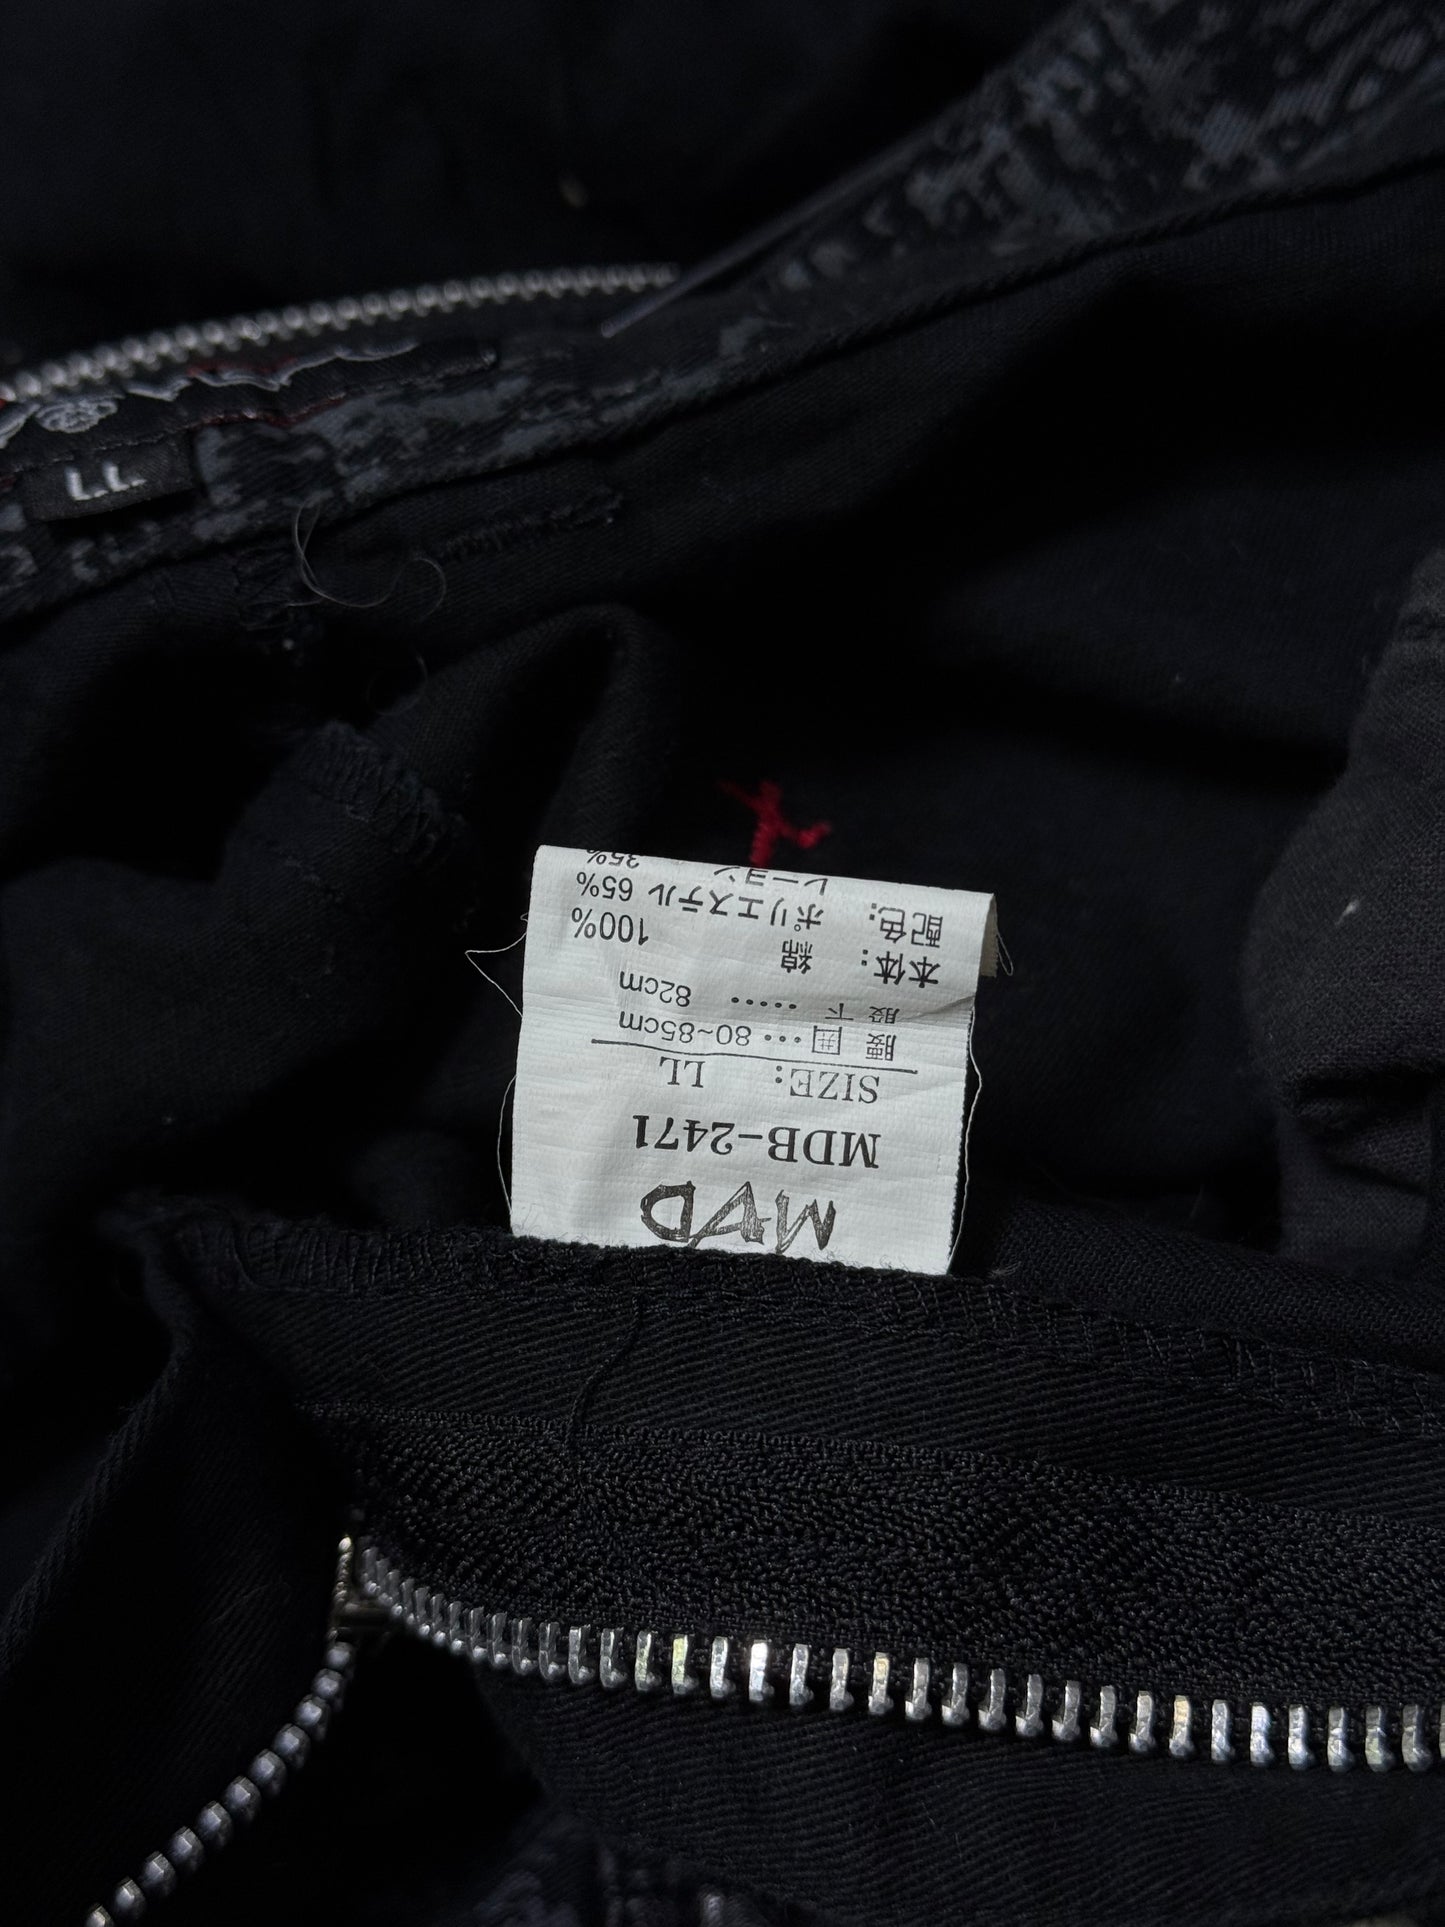 LL
MAD
MDB-2471
SIZE: LL
腰 囲 ··· 80~85cm
股 下 ····· 82cm
本体: 綿 100%
配色: ポリエステル 65%
レーヨン 35%